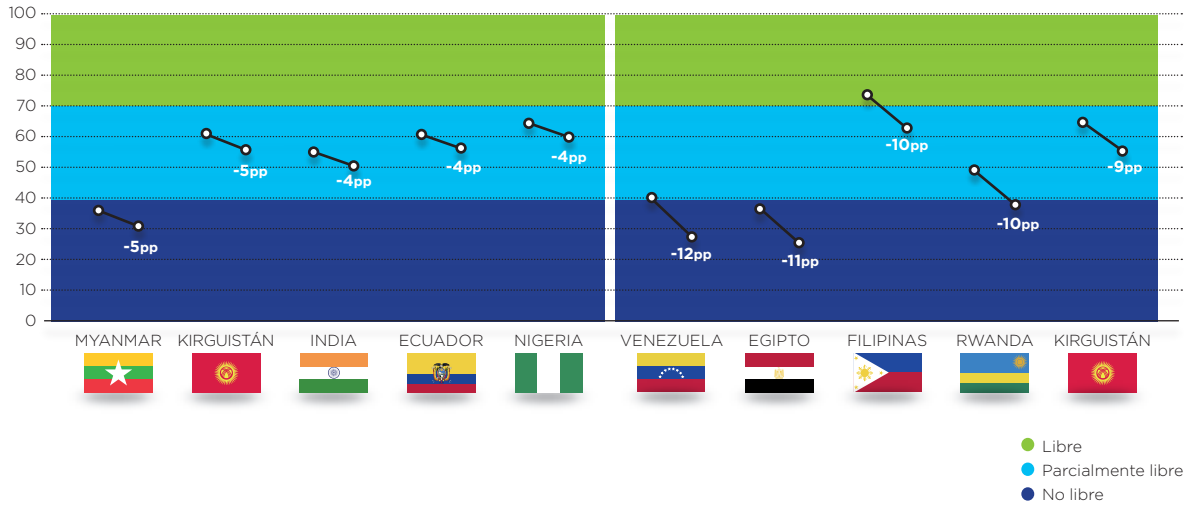 100
90
80
70
60
50
40
30
20
10
0
-5pp
-5pp
-4pp
-4pp
-4pp
-12pp
-11pp
-10pp
-10pp
-9pp
MYANMAR KIRGUISTÁN INDIA ECUADOR NIGERIA VENEZUELA EGIPTO FILIPINAS RWANDA KIRGUISTÁN
Libre
Parcialmente libre
No libre